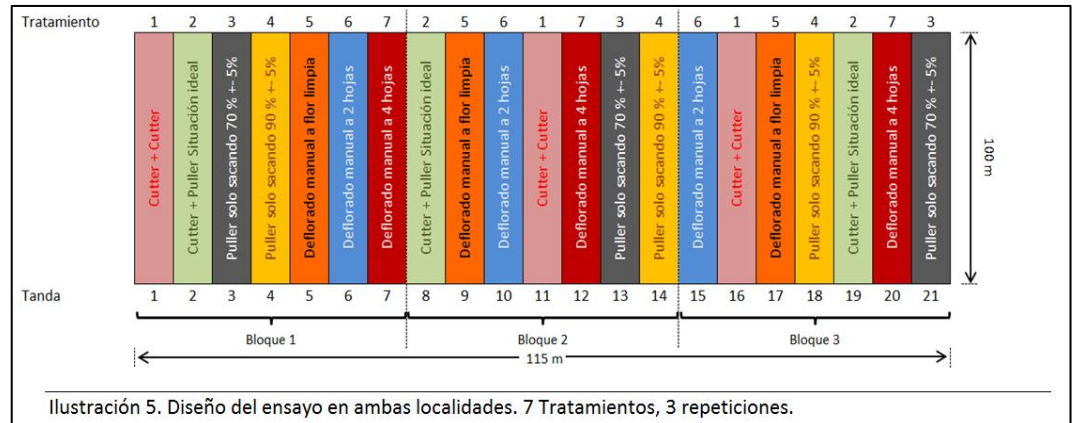 Tratamiento 1 2 3 4 5 6 7 2 5 6 1 7 3 4 6 1 5 4 2 7 3
Cutter + Cutter
Cutter + Puller Situación ideal
Puller solo sacando 70 % +- 5%
Puller solo sacando 90 % +- 5%
Deflorado manual a flor limpia
Deflorado manual a 2 hojas
Deflorado manual a 4 hojas
Cutter + Puller Situación ideal
Deflorado manual a flor limpia
Deflorado manual a 2 hojas
Cutter + Cutter
Deflorado manual a 4 hojas
Puller solo sacando 70 % +- 5%
Puller solo sacando 90 % +- 5%
Deflorado manual a 2 hojas
Cutter + Cutter
Deflorado manual a flor limpia
Puller solo sacando 90 % +- 5%
Cutter + Puller Situación ideal
Deflorado manual a 4 hojas
Puller solo sacando 70 % +- 5%
100 m
Tanda 1 2 3 4 5 6 7 8 9 10 11 12 13 14 15 16 17 18 19 20 21
Bloque 1 Bloque 2 Bloque 3
115 m
Ilustración 5. Diseño del ensayo en ambas localidades. 7 Tratamientos, 3 repeticiones.